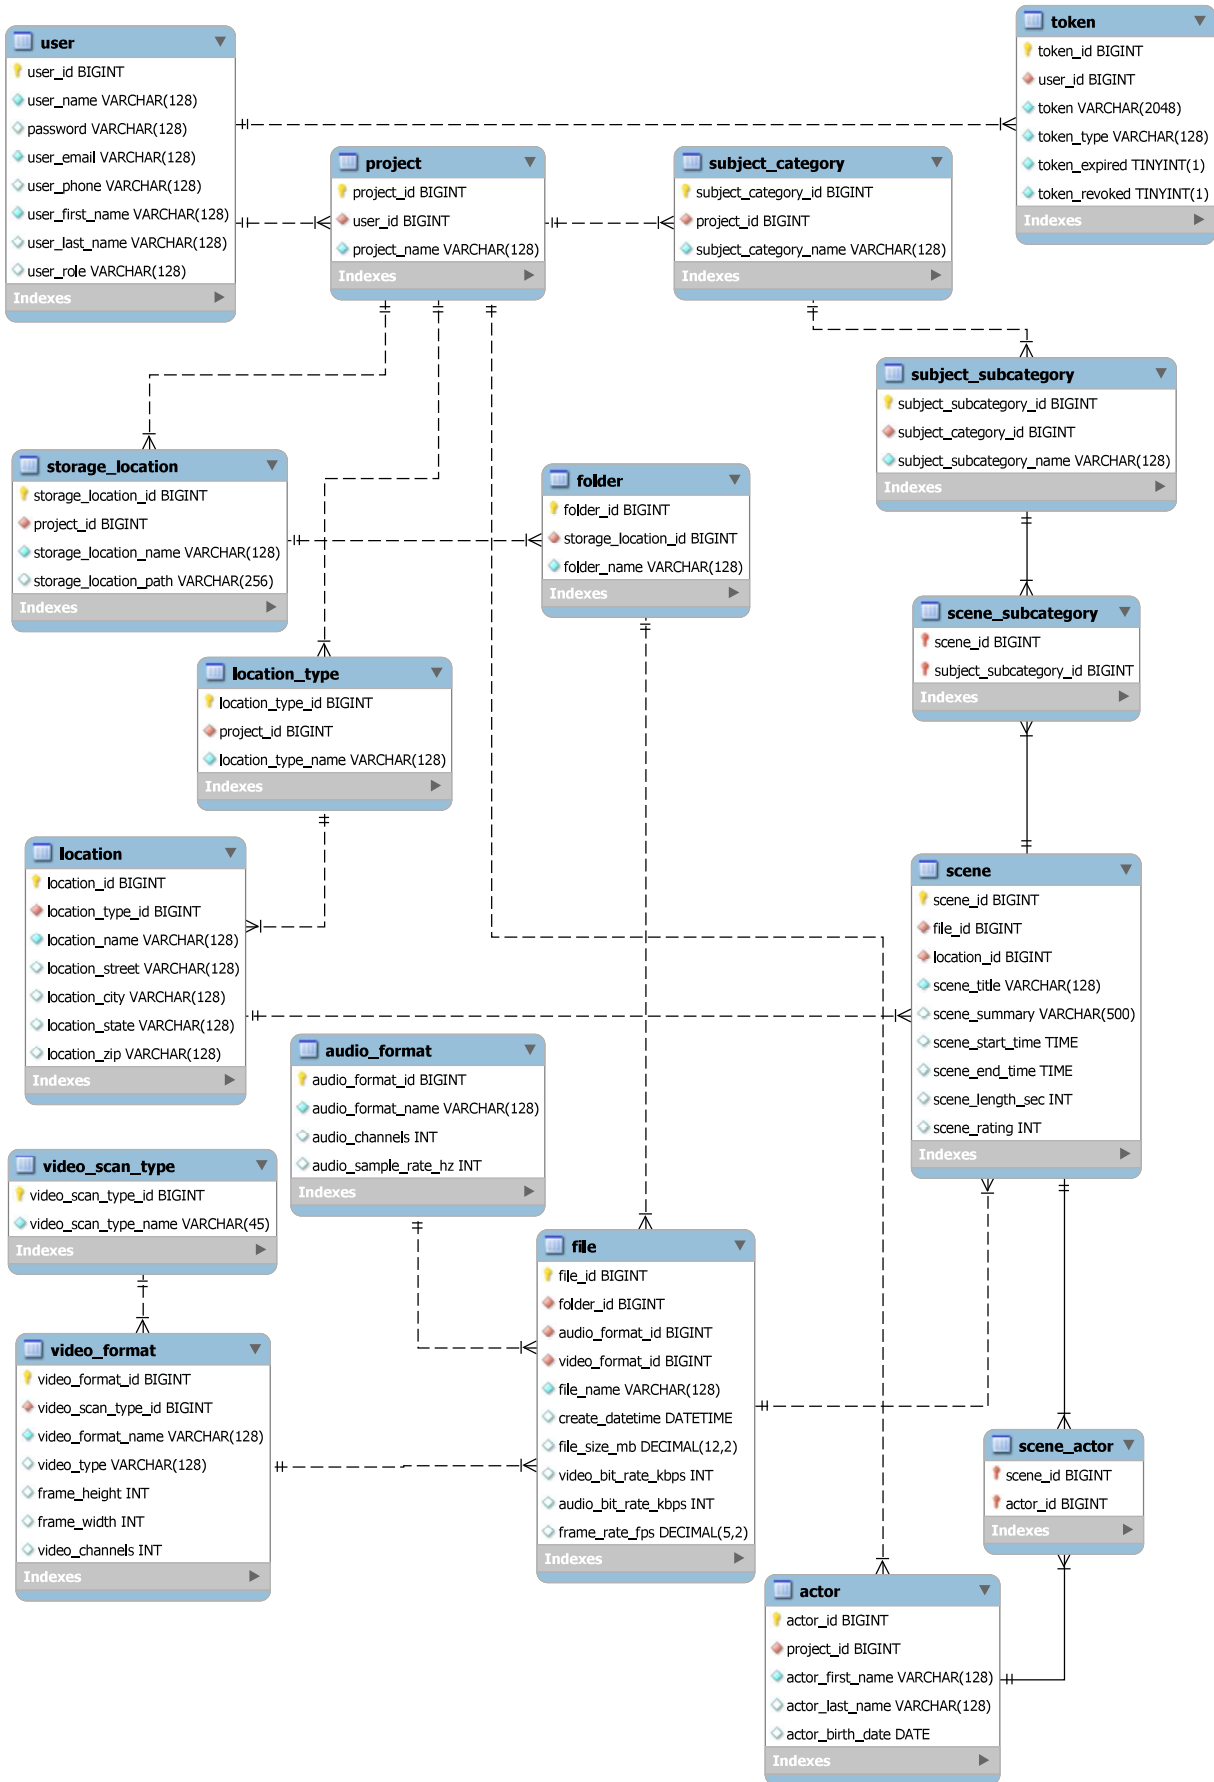 user
user_id BIGINT
user_name VARCHAR(128)
password VARCHAR(128)
user_email VARCHAR(128)
user_phone VARCHAR(128)
user_first_name VARCHAR(128)
user_last_name VARCHAR(128)
user_role VARCHAR(128)
Indexes
token
token_id BIGINT
user_id BIGINT
token VARCHAR(2048)
token_type VARCHAR(128)
token_expired TINYINT(1)
token_revoked TINYINT(1)
Indexes
project
project_id BIGINT
user_id BIGINT
project_name VARCHAR(128)
Indexes
subject_category
subject_category_id BIGINT
project_id BIGINT
subject_category_name VARCHAR(128)
Indexes
subject_subcategory
subject_subcategory_id BIGINT
subject_category_id BIGINT
subject_subcategory_name VARCHAR(128)
Indexes
storage_location
storage_location_id BIGINT
project_id BIGINT
storage_location_name VARCHAR(128)
storage_location_path VARCHAR(256)
Indexes
folder
folder_id BIGINT
storage_location_id BIGINT
folder_name VARCHAR(128)
Indexes
scene_subcategory
scene_id BIGINT
subject_subcategory_id BIGINT
Indexes
location_type
location_type_id BIGINT
project_id BIGINT
location_type_name VARCHAR(128)
Indexes
location
location_id BIGINT
location_type_id BIGINT
location_name VARCHAR(128)
location_street VARCHAR(128)
location_city VARCHAR(128)
location_state VARCHAR(128)
location_zip VARCHAR(128)
Indexes
scene
scene_id BIGINT
file_id BIGINT
location_id BIGINT
scene_title VARCHAR(128)
scene_summary VARCHAR(500)
scene_start_time TIME
scene_end_time TIME
scene_length_sec INT
scene_rating INT
Indexes
audio_format
audio_format_id BIGINT
audio_format_name VARCHAR(128)
audio_channels INT
audio_sample_rate_hz INT
Indexes
video_scan_type
video_scan_type_id BIGINT
video_scan_type_name VARCHAR(45)
Indexes
file
file_id BIGINT
folder_id BIGINT
audio_format_id BIGINT
video_format_id BIGINT
file_name VARCHAR(128)
create_datetime DATETIME
file_size_mb DECIMAL(12,2)
video_bit_rate_kbps INT
audio_bit_rate_kbps INT
frame_rate_fps DECIMAL(5,2)
Indexes
video_format
video_format_id BIGINT
video_scan_type_id BIGINT
video_format_name VARCHAR(128)
video_type VARCHAR(128)
frame_height INT
frame_width INT
video_channels INT
Indexes
scene_actor
scene_id BIGINT
actor_id BIGINT
Indexes
actor
actor_id BIGINT
project_id BIGINT
actor_first_name VARCHAR(128)
actor_last_name VARCHAR(128)
actor_birth_date DATE
Indexes